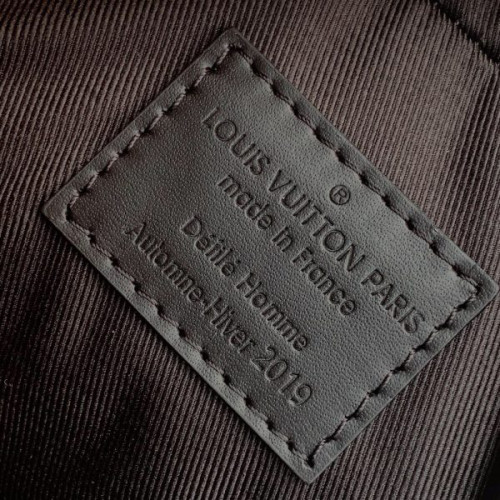 ®
LOUIS VUITTON PARIS
made in France
Défilé Homme
Automne-Hiver 2019